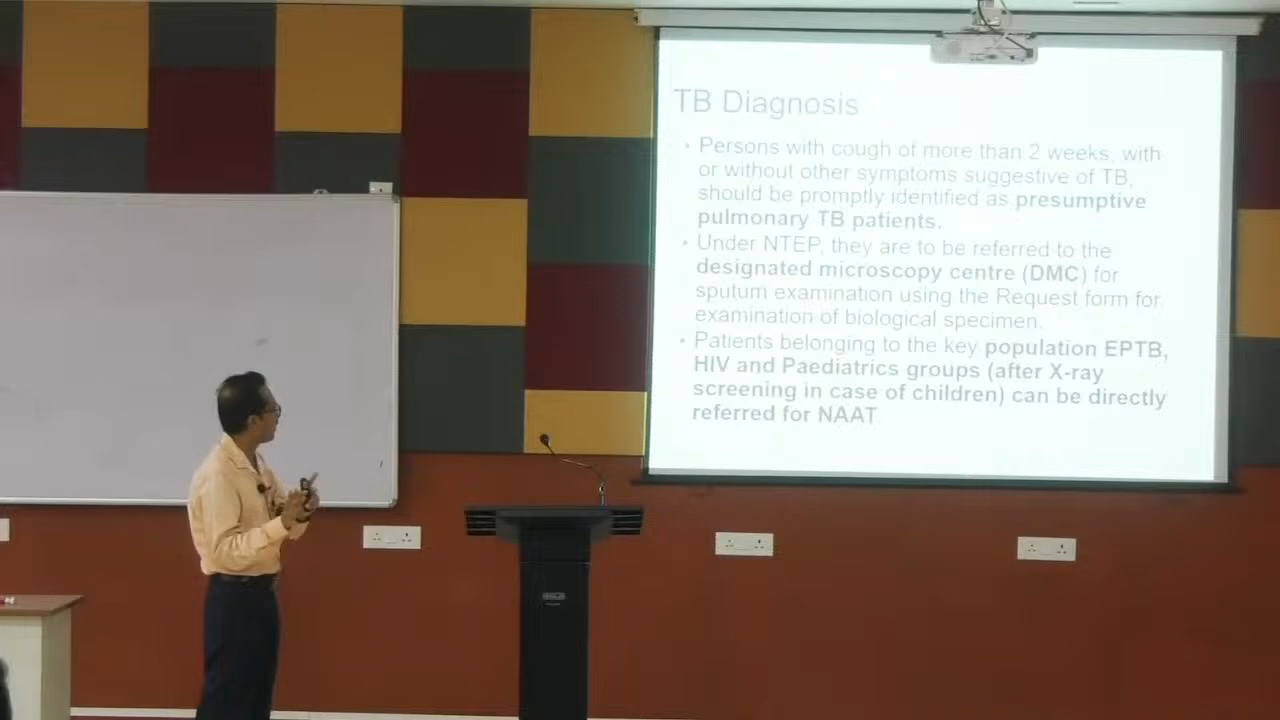 TB Diagnosis
• Persons with cough of more than 2 weeks, with
or without other symptoms suggestive of TB,
should be promptly identified as presumptive
pulmonary TB patients.
• Under NTEP, they are to be referred to the
designated microscopy centre (DMC) for
sputum examination using the Request form for
examination of biological specimen.
• Patients belonging to the key population EPTB,
HIV and Paediatrics groups (after X-ray
screening in case of children) can be directly
referred for NAAT